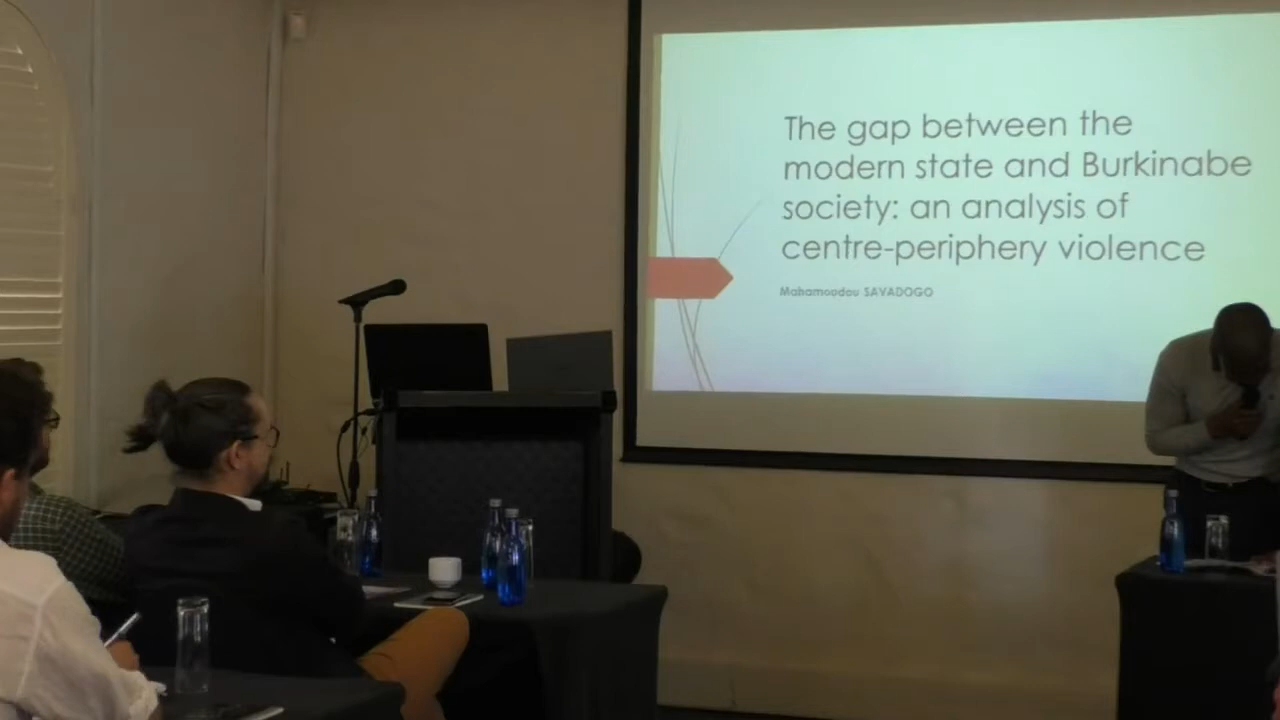 The gap between the
modern state and Burkinabe
society: an analysis of
centre-periphery violence
Mahamoudou SAVADOGO